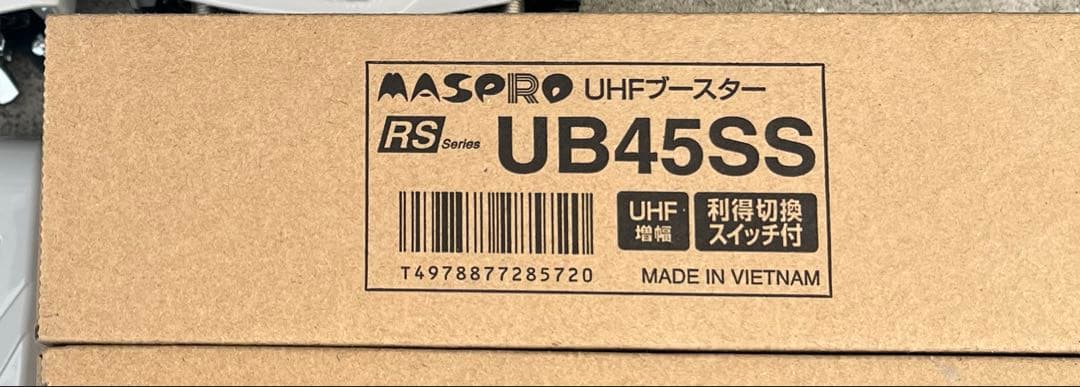 MASPRO UHFブースター
RS Series UB45SS
UHF 増幅
利得切換 スイッチ付
T4978877285720
MADE IN VIETNAM